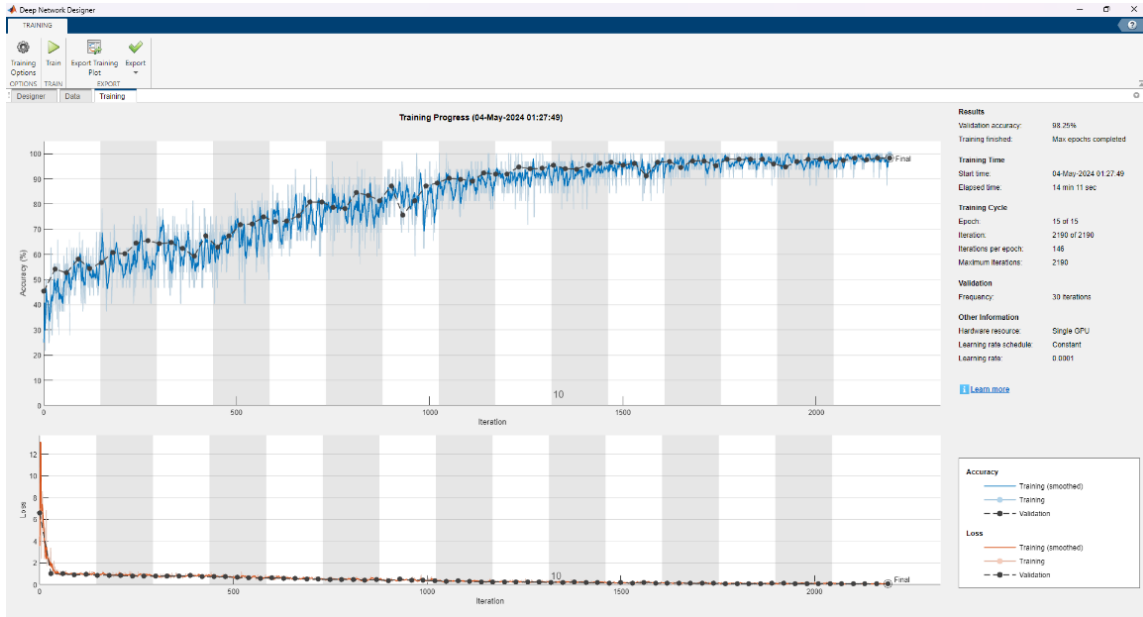 Deep Network Designer
TRAINING
Training Options
Train
Export Training Plot
Export
OPTIONS
TRAIN
EXPORT
Designer
Data
Training
Training Progress (04-May-2024 01:27:49)
100
90
80
70
60
50
40
30
20
10
0
Accuracy (%)
Final
10
0
500
1000
1500
2000
Iteration
12
10
8
6
4
2
0
Loss
Final
10
0
500
1000
1500
2000
Iteration
Results
Validation accuracy: 98.25%
Training finished: Max epochs completed
Training Time
Start time: 04-May-2024 01:27:49
Elapsed time: 14 min 11 sec
Training Cycle
Epoch: 15 of 15
Iteration: 2190 of 2190
Iterations per epoch: 146
Maximum iterations: 2190
Validation
Frequency: 30 iterations
Other Information
Hardware resource: Single GPU
Learning rate schedule: Constant
Learning rate: 0.0001
Learn more
Accuracy
Training (smoothed)
Training
Validation
Loss
Training (smoothed)
Training
Validation